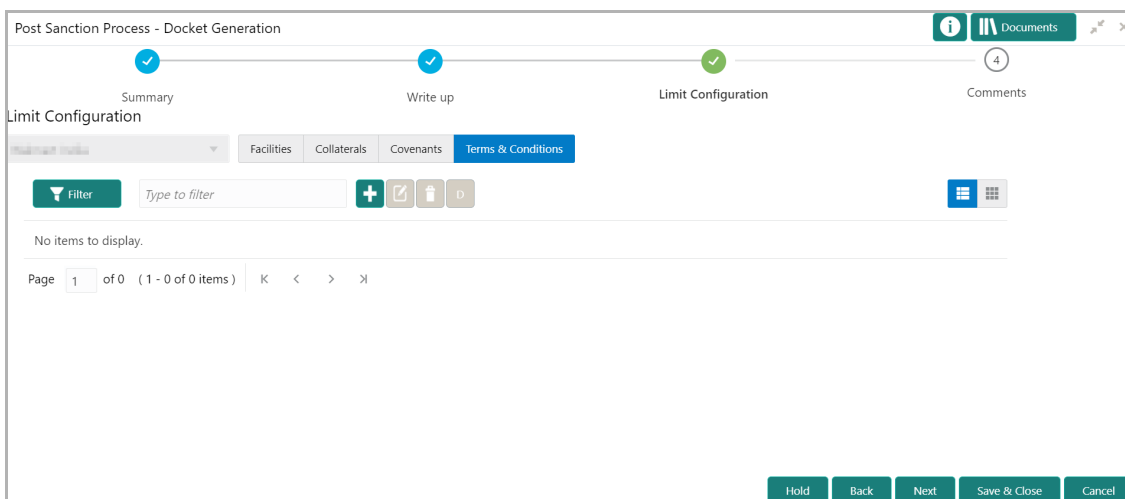 Post Sanction Process - Docket Generation
i Documents
4
Summary Write up Limit Configuration Comments
Limit Configuration
Facilities Collaterals Covenants Terms & Conditions
Filter Type to filter D
No items to display.
Page 1 of 0 ( 1 - 0 of 0 items )
Hold Back Next Save & Close Cancel